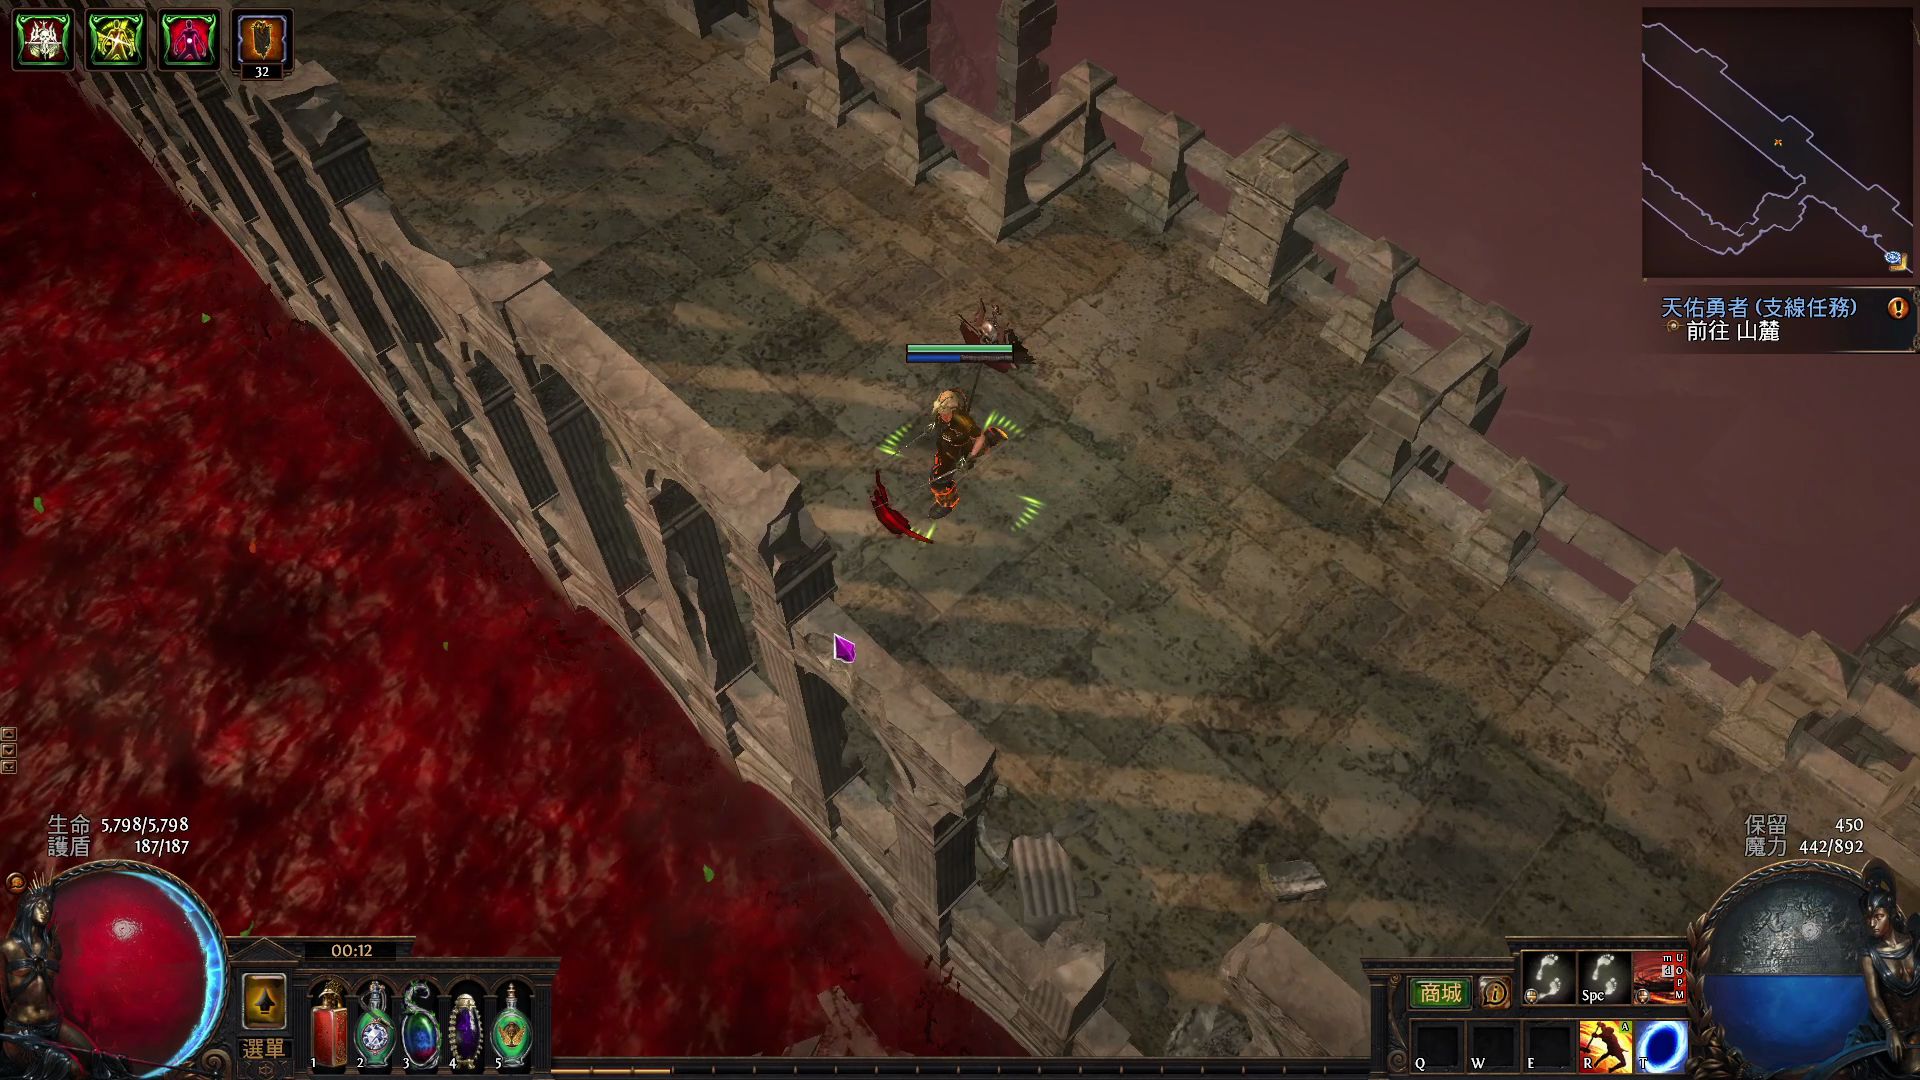 32
天佑勇者 (支線任務)
前往 山麓
生命 5,798/5,798
護盾 187/187
保留 450
魔力 442/892
00:12
選單
1 2 3 4 5
商城
Spc
m U
d O
P
M
Q W E R A T